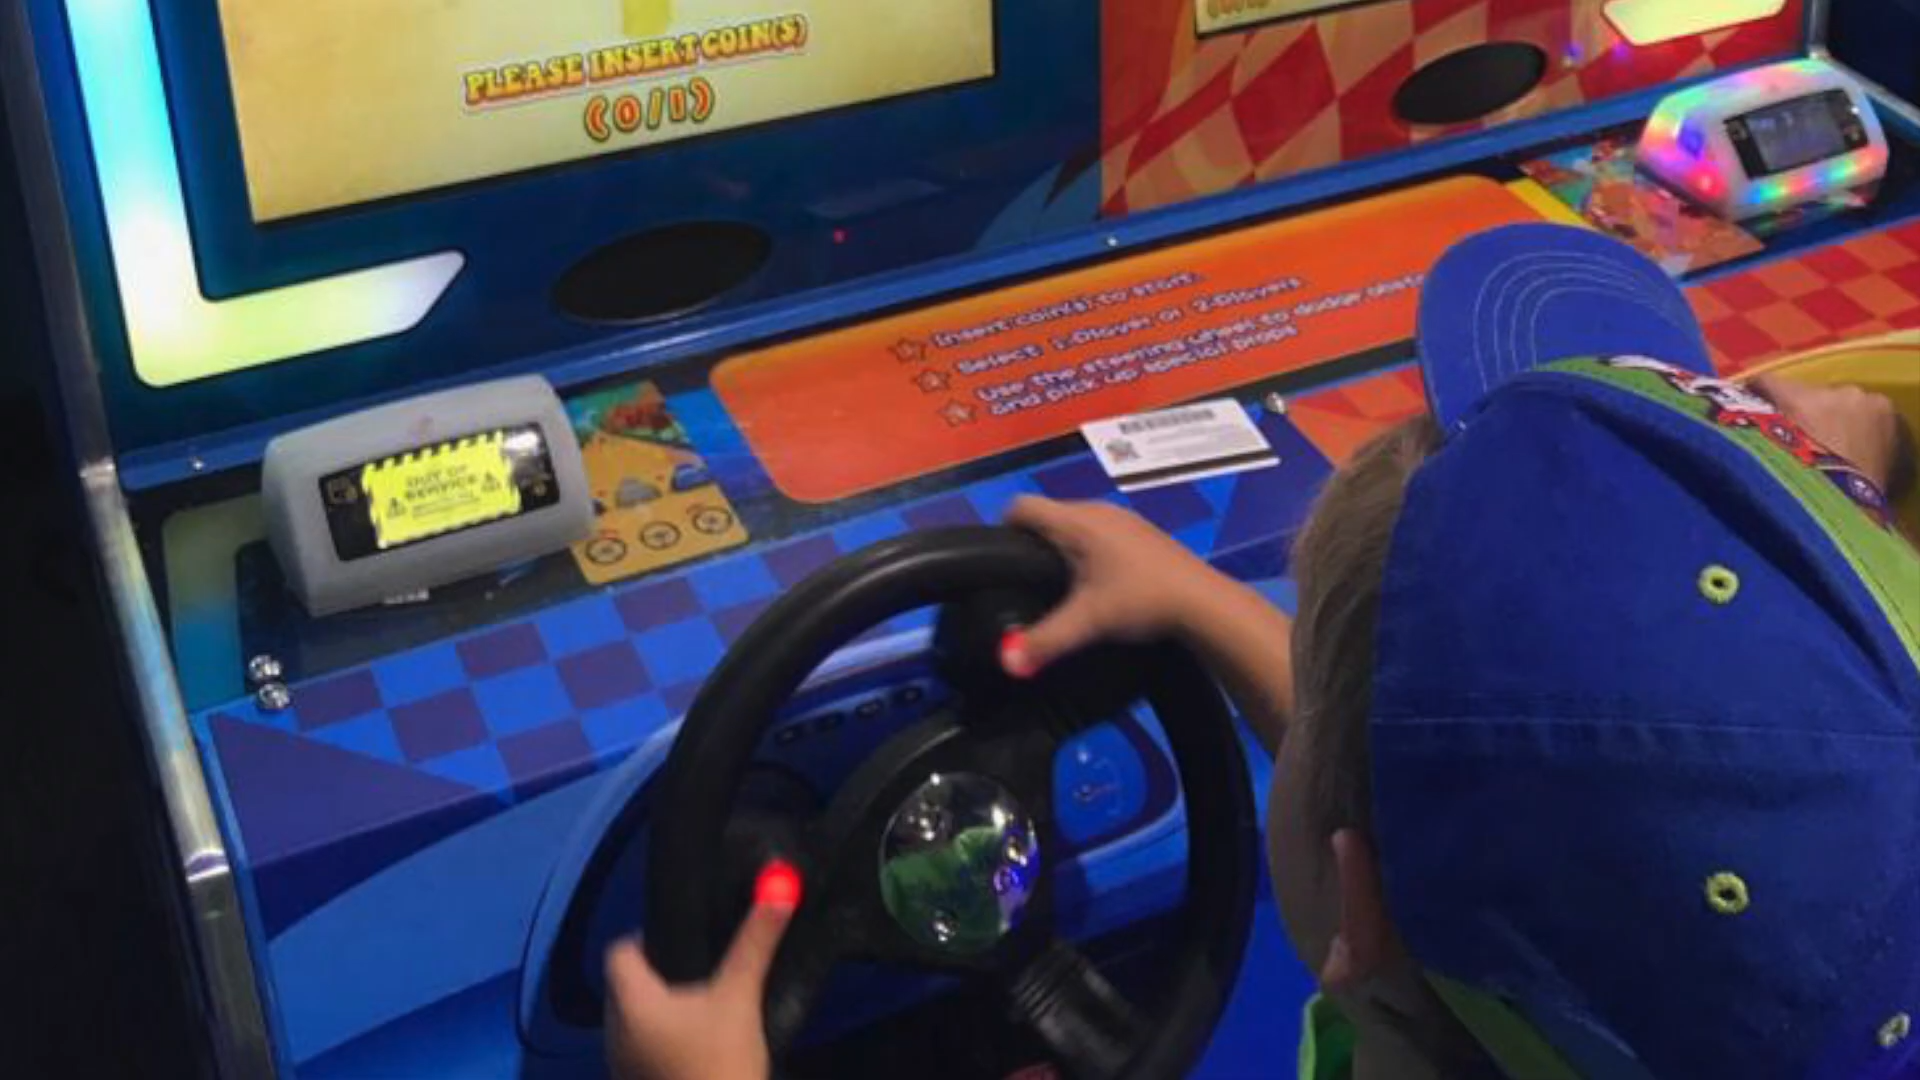 PLEASE INSERT COIN(S)
(0/1)
Insert coin(s) to start.
Select 1-Player or 2-Players
Use the steering wheel to dodge
and pick up special props
OUT OF
SERVICE